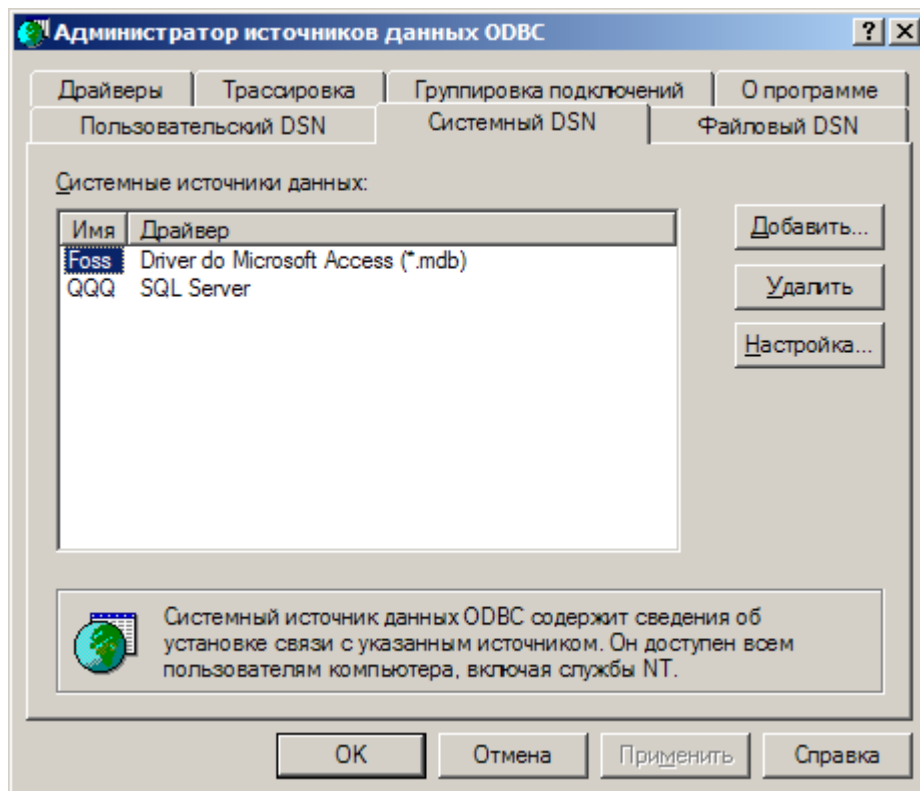 Администратор источников данных ODBC
Драйверы Трассировка Группировка подключений О программе
Пользовательский DSN Системный DSN Файловый DSN
Системные источники данных:
Имя Драйвер
Foss Driver do Microsoft Access (*.mdb)
QQQ SQL Server
Добавить...
Удалить
Настройка...
Системный источник данных ODBC содержит сведения об
установке связи с указанным источником. Он доступен всем
пользователям компьютера, включая службы NT.
OK Отмена Применить Справка